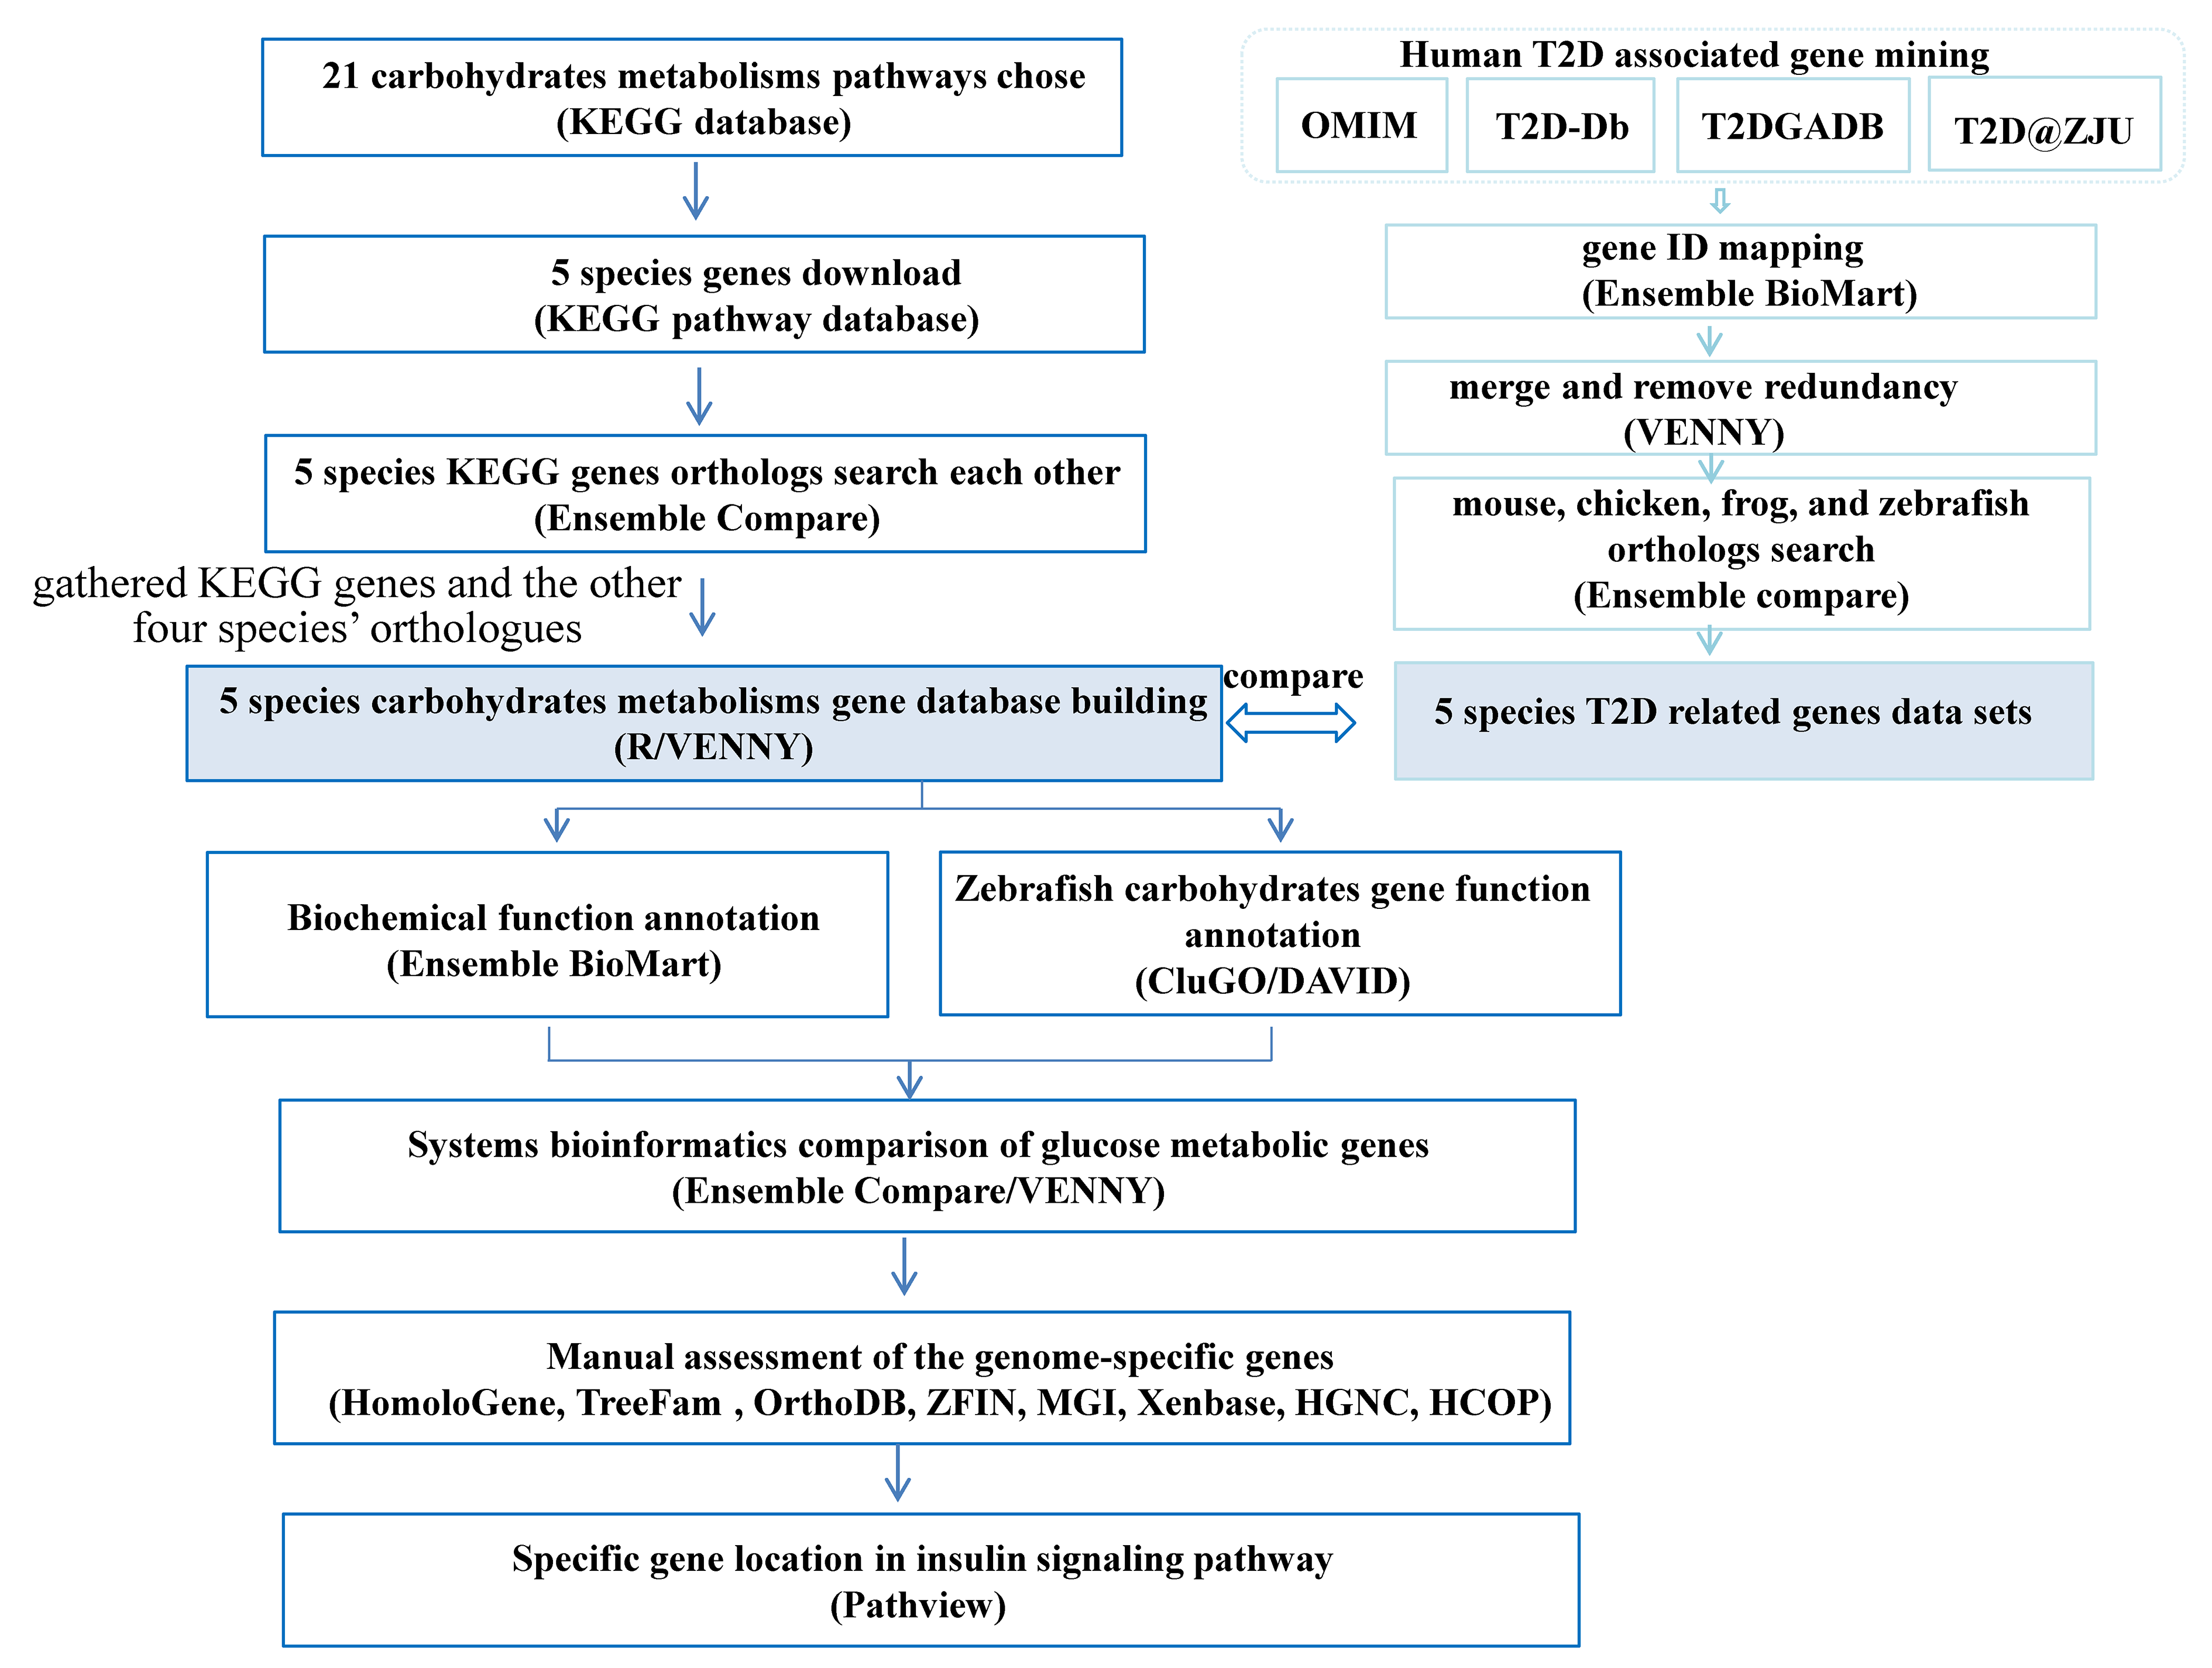 21 carbohydrates metabolisms pathways chose
(KEGG database)
5 species genes download
(KEGG pathway database)
5 species KEGG genes orthologs search each other
(Ensemble Compare)
gathered KEGG genes and the other
four species’ orthologues
5 species carbohydrates metabolisms gene database building
(R/VENNY)
compare
Human T2D associated gene mining
OMIM
T2D-Db
T2DGADB
T2D@ZJU
gene ID mapping
(Ensemble BioMart)
merge and remove redundancy
(VENNY)
mouse, chicken, frog, and zebrafish
orthologs search
(Ensemble compare)
5 species T2D related genes data sets
Biochemical function annotation
(Ensemble BioMart)
Zebrafish carbohydrates gene function
annotation
(CluGO/DAVID)
Systems bioinformatics comparison of glucose metabolic genes
(Ensemble Compare/VENNY)
Manual assessment of the genome-specific genes
(HomoloGene, TreeFam , OrthoDB, ZFIN, MGI, Xenbase, HGNC, HCOP)
Specific gene location in insulin signaling pathway
(Pathview)